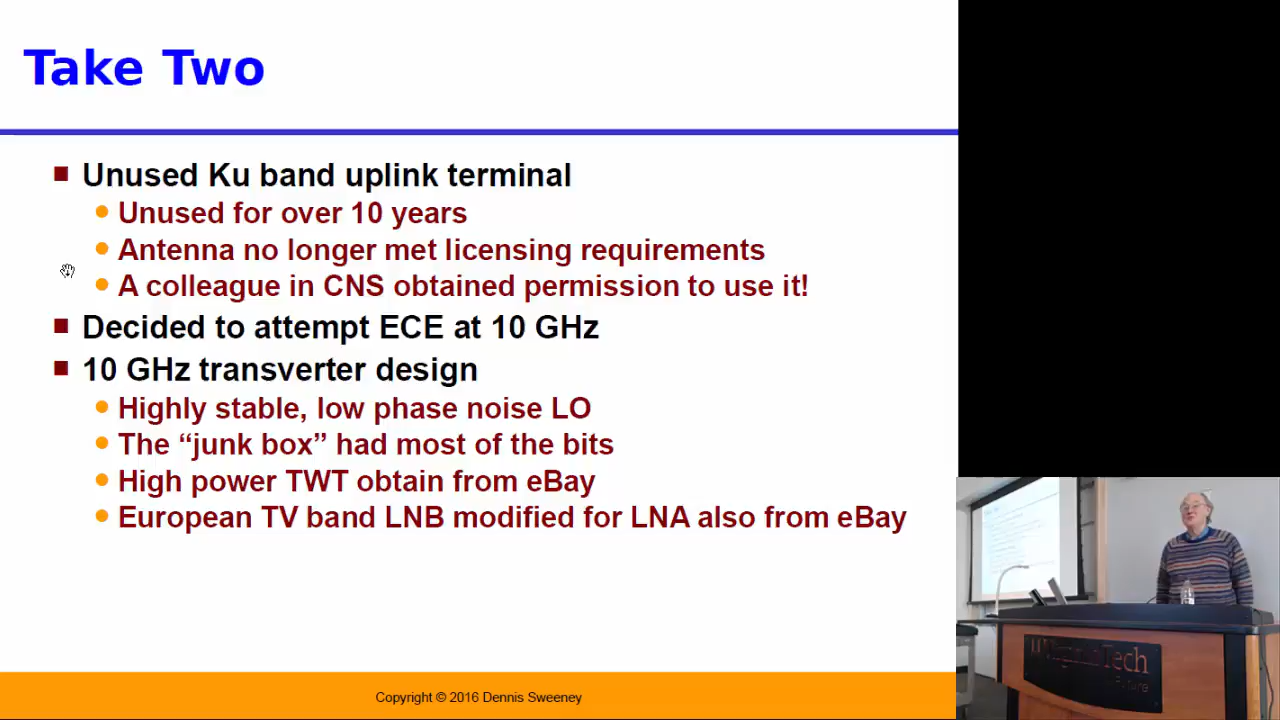 Take Two
Unused Ku band uplink terminal
Unused for over 10 years
Antenna no longer met licensing requirements
A colleague in CNS obtained permission to use it!
Decided to attempt ECE at 10 GHz
10 GHz transverter design
Highly stable, low phase noise LO
The “junk box” had most of the bits
High power TWT obtain from eBay
European TV band LNB modified for LNA also from eBay
Copyright © 2016 Dennis Sweeney
VirginiaTech